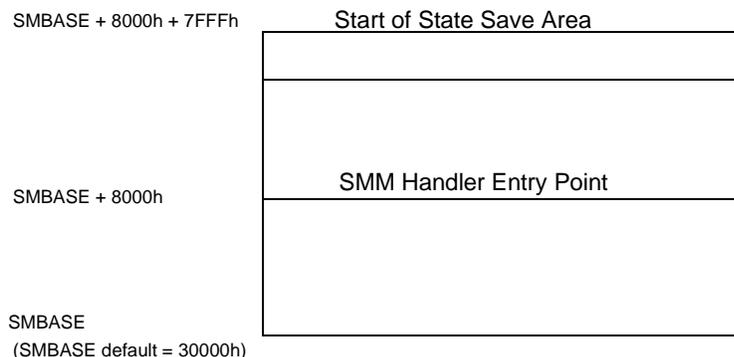 SMBASE + 8000h + 7FFFh
Start of State Save Area
SMM Handler Entry Point
SMBASE + 8000h
SMBASE
(SMBASE default = 30000h)